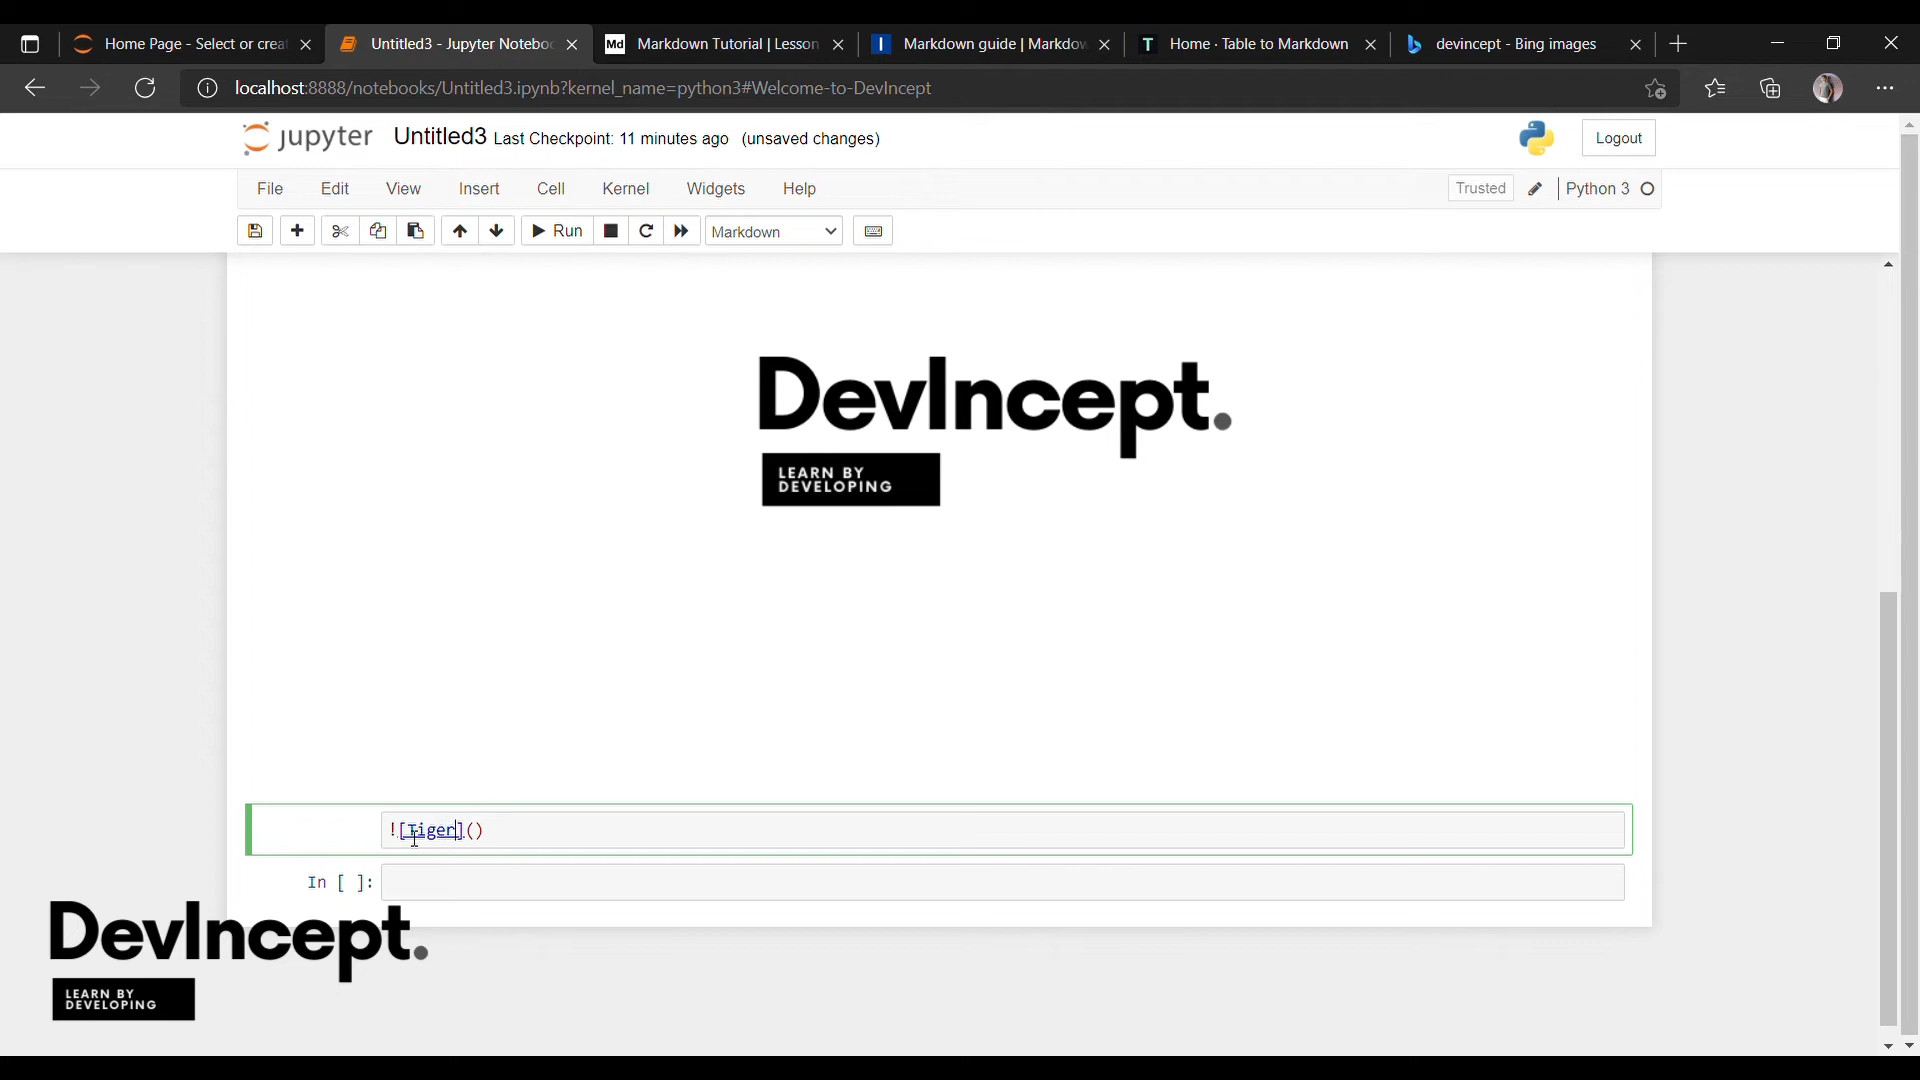 Home Page - Select or creat
Untitled3 - Jupyter Notebo
Md Markdown Tutorial | Lesson
I Markdown guide | Markdow
T Home · Table to Markdown
devincept - Bing images
localhost:8888/notebooks/Untitled3.ipynb?kernel_name=python3#Welcome-to-DevIncept
jupyter Untitled3 Last Checkpoint: 11 minutes ago (unsaved changes)
Logout
File Edit View Insert Cell Kernel Widgets Help
Trusted Python 3
Run Markdown
DevIncept.
LEARN BY
DEVELOPING
![Tiger]()
In [ ]:
DevIncept.
LEARN BY
DEVELOPING